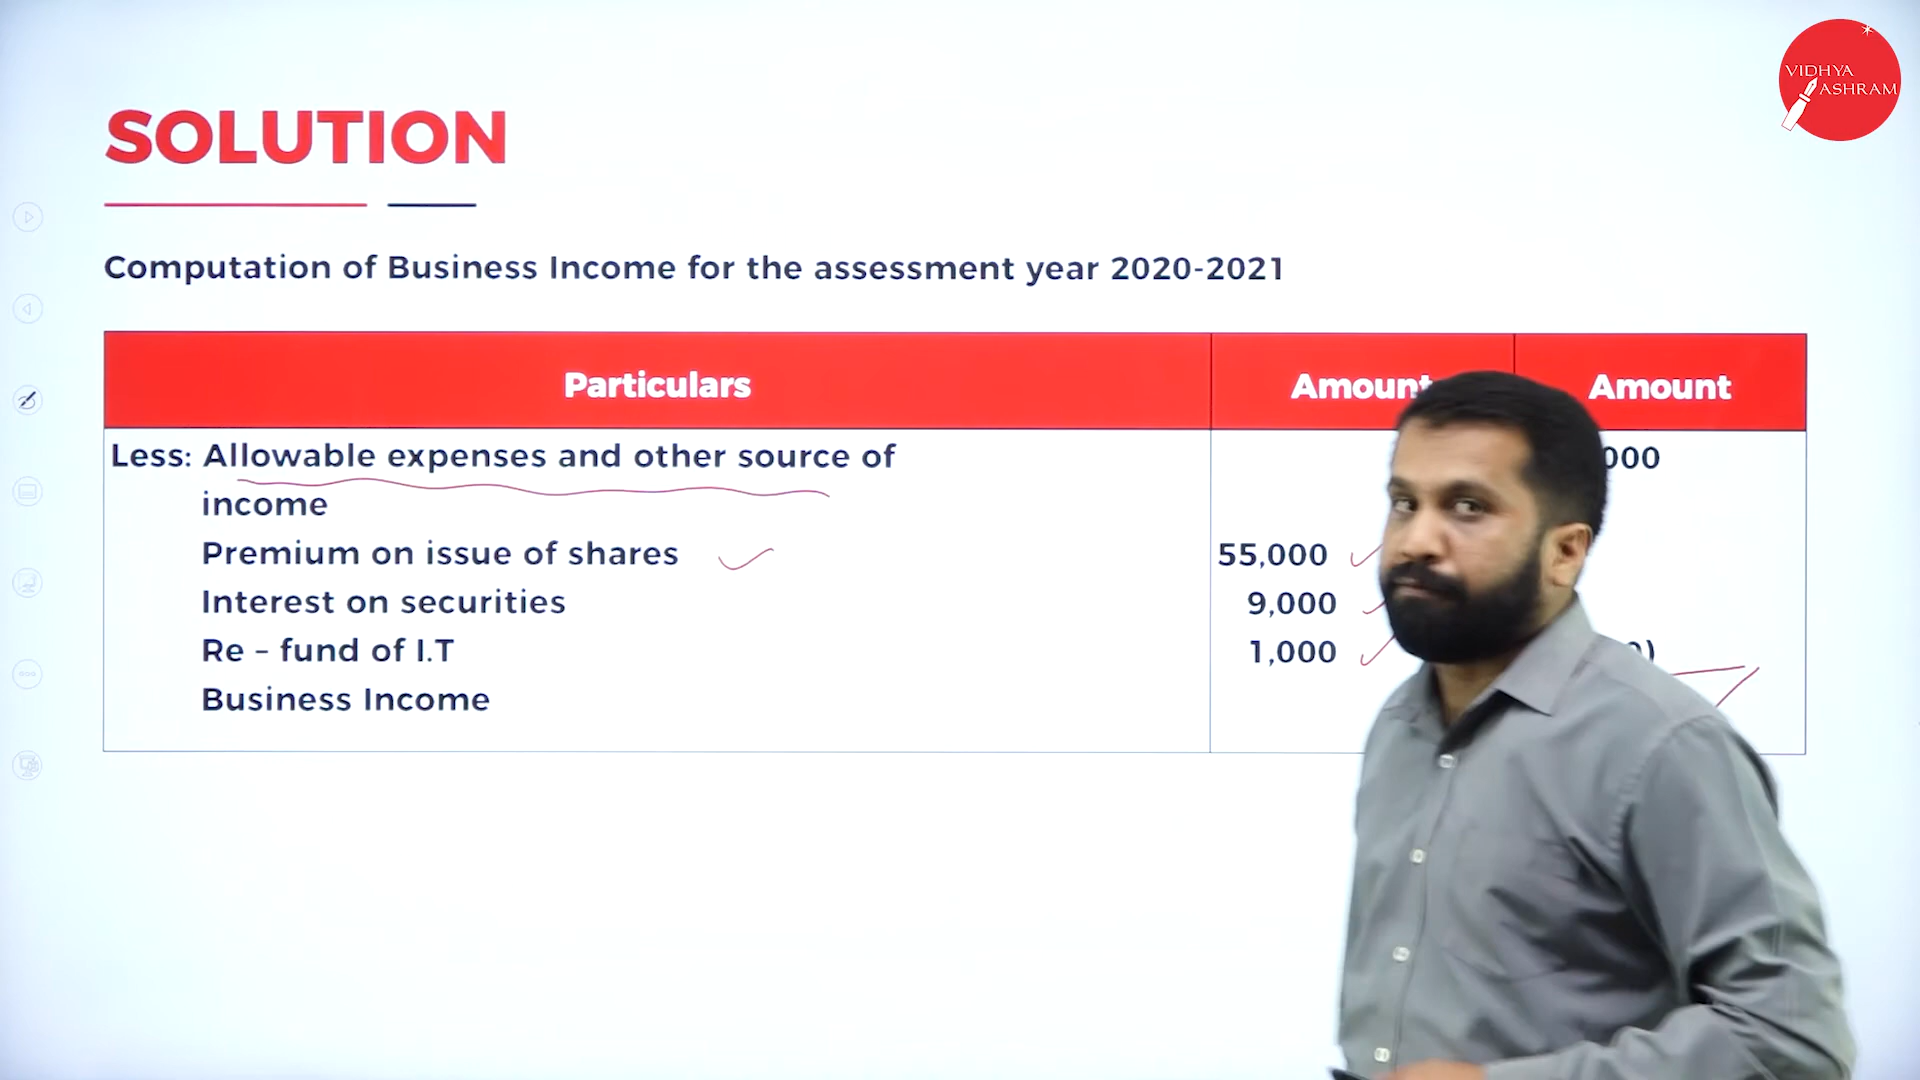 VIDHYA
ASHRAM
SOLUTION
Computation of Business Income for the assessment year 2020-2021
Particulars Amount Amount
Less: Allowable expenses and other source of
income
Premium on issue of shares 55,000
Interest on securities 9,000
Re - fund of I.T 1,000
Business Income